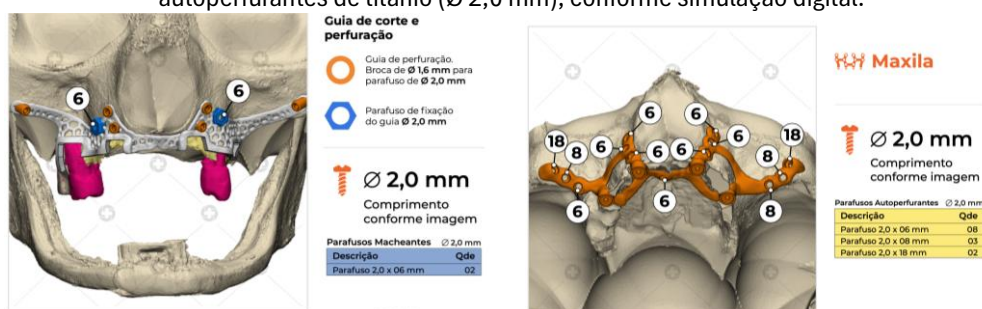 autoperfurantes de titânio (Ø 2,0 mm), conforme simulação digital.
Guia de corte e
perfuração
Guia de perfuração.
Broca de Ø 1,6 mm para
parafuso de Ø 2,0 mm
Parafuso de fixação
do guia Ø 2,0 mm
Ø 2,0 mm
Comprimento
conforme imagem
Parafusos Macheantes Ø 2,0 mm
Descrição Qde
Parafuso 2,0 x 06 mm 02
6 6
Maxila
Ø 2,0 mm
Comprimento
conforme imagem
Parafusos Autoperfurantes Ø 2,0 mm
Descrição Qde
Parafuso 2,0 x 06 mm 08
Parafuso 2,0 x 08 mm 03
Parafuso 2,0 x 18 mm 02
6 6
18 8 6 6 6 6 8 18
6 6 8